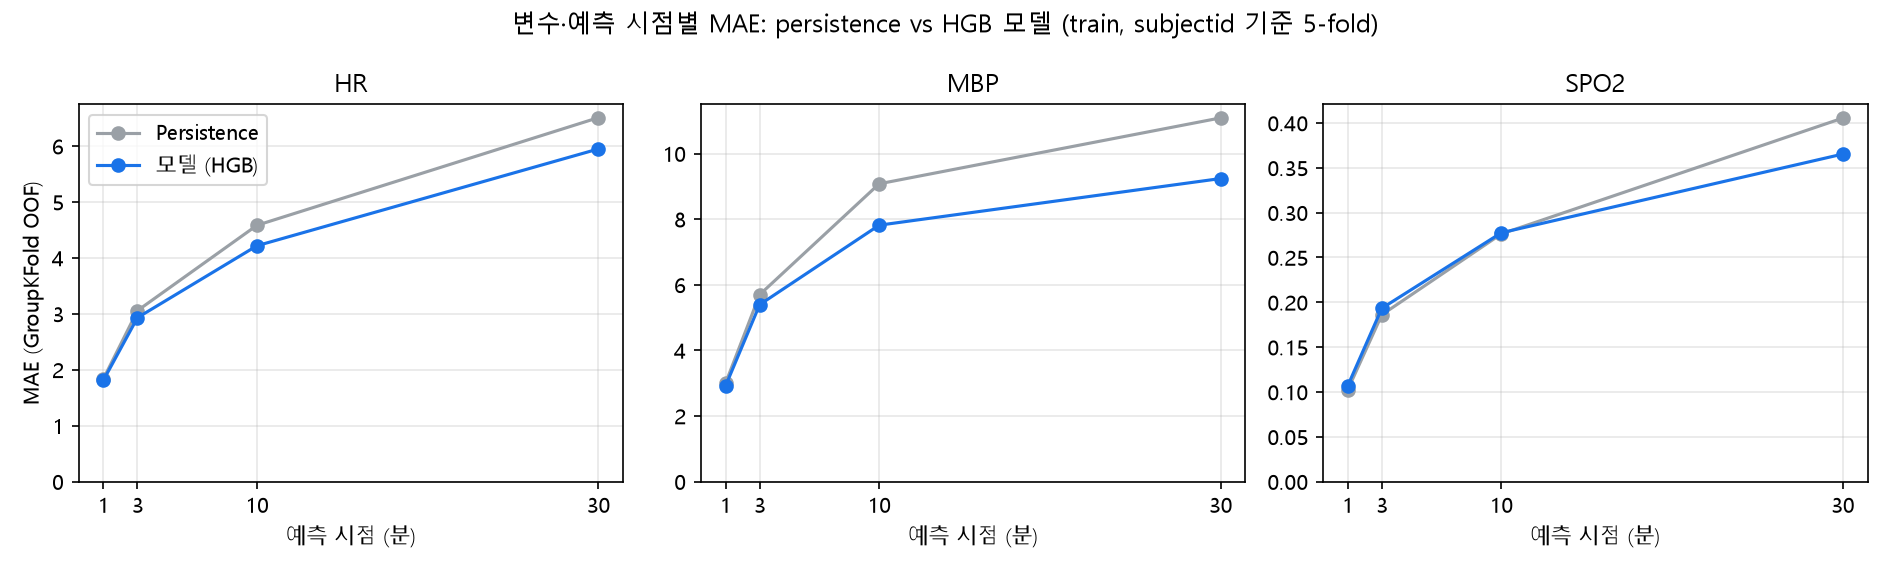 변수·예측 시점별 MAE: persistence vs HGB 모델 (train, subjectid 기준 5-fold)
HR
MBP
SPO2
Persistence
모델 (HGB)
MAE (GroupKFold OOF)
6
5
4
3
2
1
0
1 3 10 30
예측 시점 (분)
10
8
6
4
2
0
1 3 10 30
예측 시점 (분)
0.40
0.35
0.30
0.25
0.20
0.15
0.10
0.05
0.00
1 3 10 30
예측 시점 (분)